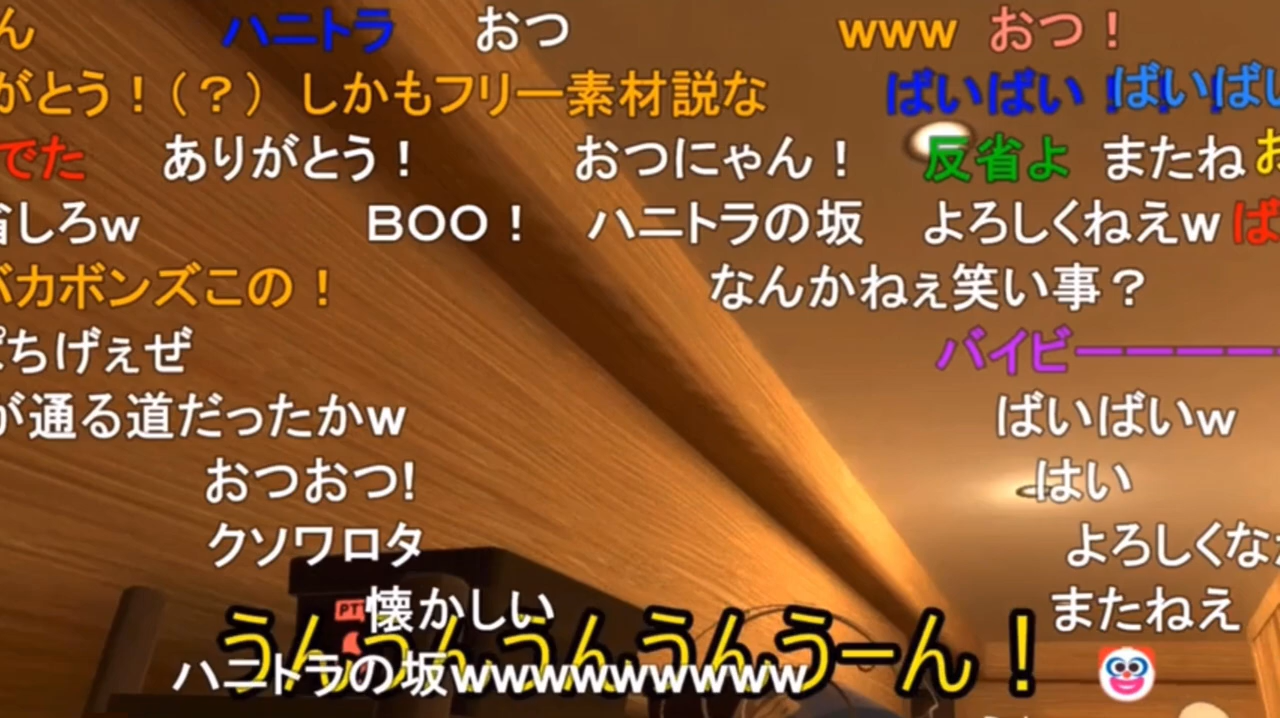 ん ハニトラ おつ www おつ！
がとう！（？） しかもフリー素材説な ばいばい！ ばいばい
でた ありがとう！ おつにゃん！ 反省よ またね お
省しろw BOO！ ハニトラの坂 よろしくねえw ば
バカボンズこの！ なんかねぇ笑い事？
ぱちげぇぜ バイビーーーーー
が通る道だったかw ばいばいw
おつおつ! はい
クソワロタ よろしくな
PT 懐かしい またねえ
うんうんうんうんうーん！
ハニトラの坂wwwwwwwww